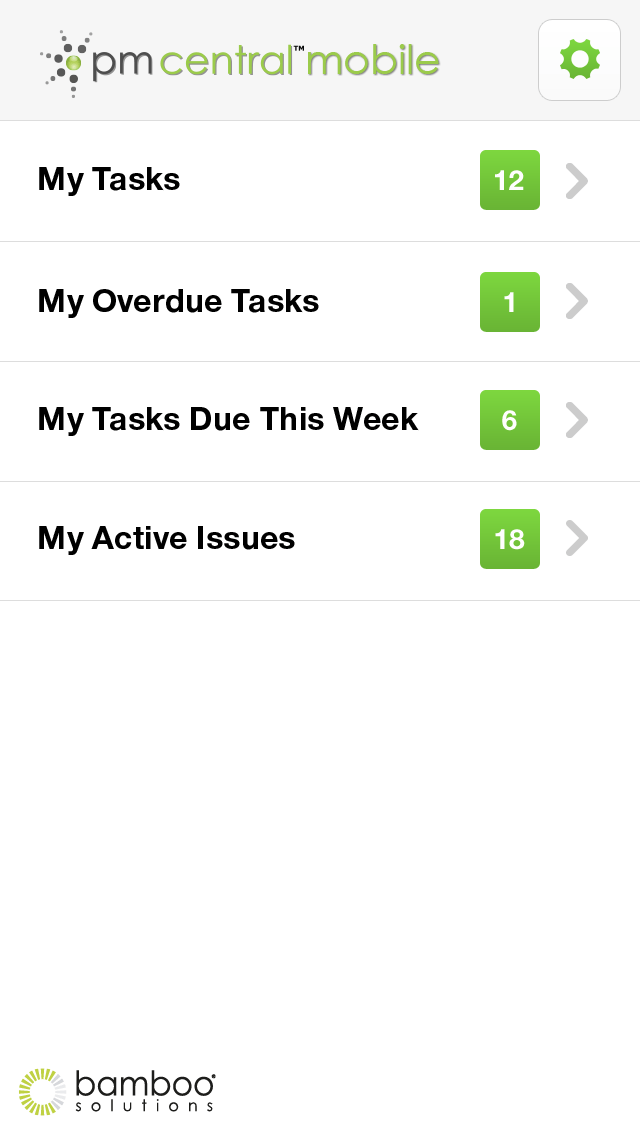 pm central™ mobile
My Tasks 12
My Overdue Tasks 1
My Tasks Due This Week 6
My Active Issues 18
bamboo®
solutions